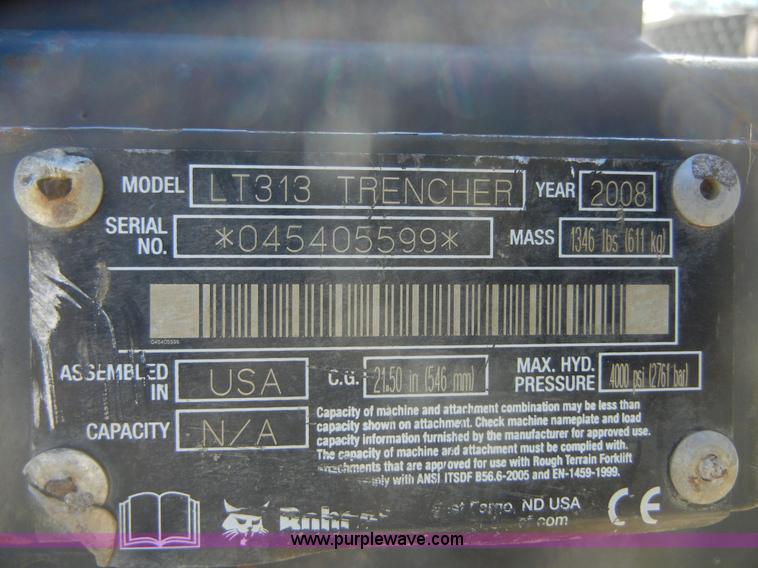 MODEL LT313 TRENCHER YEAR 2008
SERIAL NO. *045405599* MASS 1346 lbs (611 kg)
045405599
ASSEMBLED IN USA C.G. 21.50 in (546 mm) MAX. HYD. PRESSURE 4000 psi (2761 bar)
CAPACITY N/A
Capacity of machine and attachment combination may be less than
capacity shown on attachment. Check machine nameplate and load
capacity information furnished by the manufacturer for approved use.
The capacity of machine and attachment must be complied with.
attachments that are approved for use with Rough Terrain Forklift
with ANSI ITSDF B56.6-2005 and EN-1459-1999.
ND USA
.com
CE
www.purplewave.com